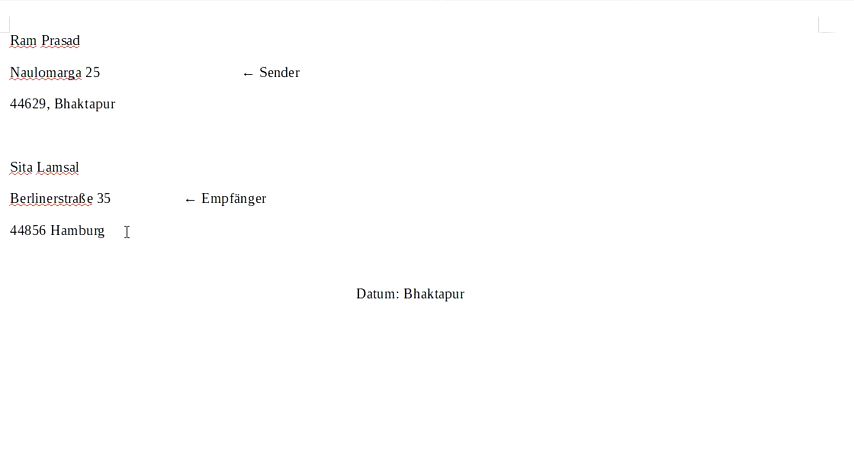 Ram Prasad
Naulomarga 25 ← Sender
44629, Bhaktapur
Sita Lamsal
Berlinerstraße 35 ← Empfänger
44856 Hamburg
Datum: Bhaktapur